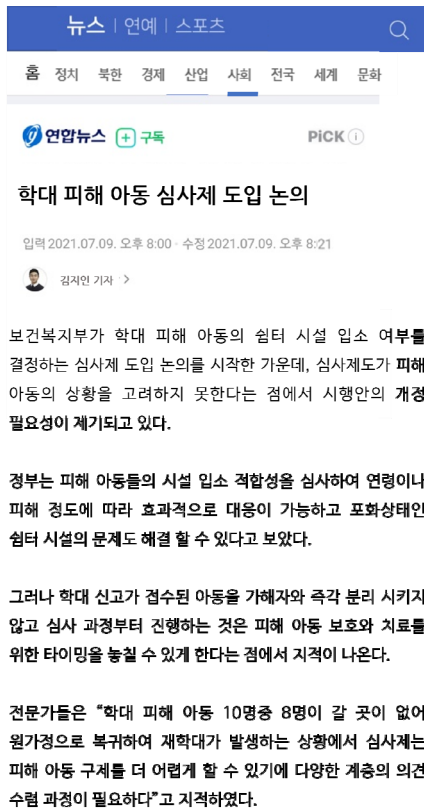 뉴스 | 연예 | 스포츠
홈 정치 북한 경제 산업 사회 전국 세계 문화
연합뉴스 + 구독 PiCK i
학대 피해 아동 심사제 도입 논의
입력 2021.07.09. 오후 8:00 · 수정 2021.07.09. 오후 8:21
김지인 기자 >
보건복지부가 학대 피해 아동의 쉼터 시설 입소 여부를
결정하는 심사제 도입 논의를 시작한 가운데, 심사제도가 피해
아동의 상황을 고려하지 못한다는 점에서 시행안의 개정
필요성이 제기되고 있다.
정부는 피해 아동들의 시설 입소 적합성을 심사하여 연령이나
피해 정도에 따라 효과적으로 대응이 가능하고 포화상태인
쉼터 시설의 문제도 해결 할 수 있다고 보았다.
그러나 학대 신고가 접수된 아동을 가해자와 즉각 분리 시키지
않고 심사 과정부터 진행하는 것은 피해 아동 보호와 치료를
위한 타이밍을 놓칠 수 있게 한다는 점에서 지적이 나온다.
전문가들은 “학대 피해 아동 10명중 8명이 갈 곳이 없어
원가정으로 복귀하여 재학대가 발생하는 상황에서 심사제는
피해 아동 구제를 더 어렵게 할 수 있기에 다양한 계층의 의견
수렴 과정이 필요하다”고 지적하였다.